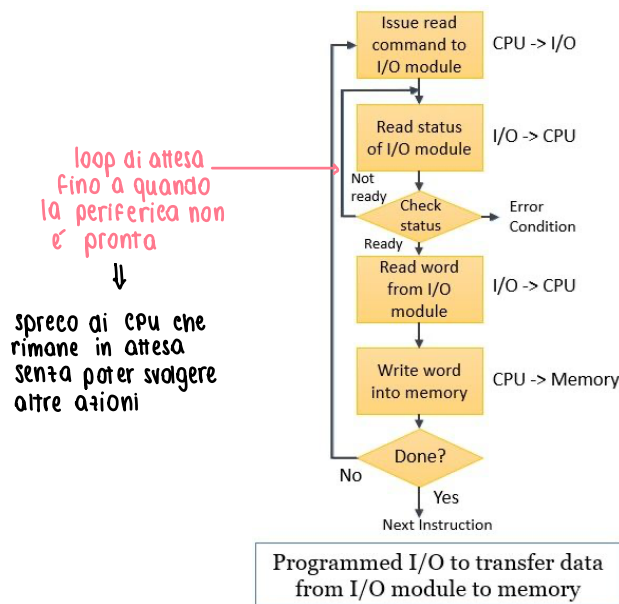 Issue read
command to
I/O module
CPU -> I/O
Read status
of I/O module
I/O -> CPU
loop di attesa
fino a quando
la periferica non
é pronta
Not
ready
Check
status
Error
Condition
Ready
Read word
from I/O
module
I/O -> CPU
spreco di CPU che
rimane in attesa
senza poter svolgere
altre azioni
Write word
into memory
CPU -> Memory
Done?
No
Yes
Next Instruction
Programmed I/O to transfer data
from I/O module to memory